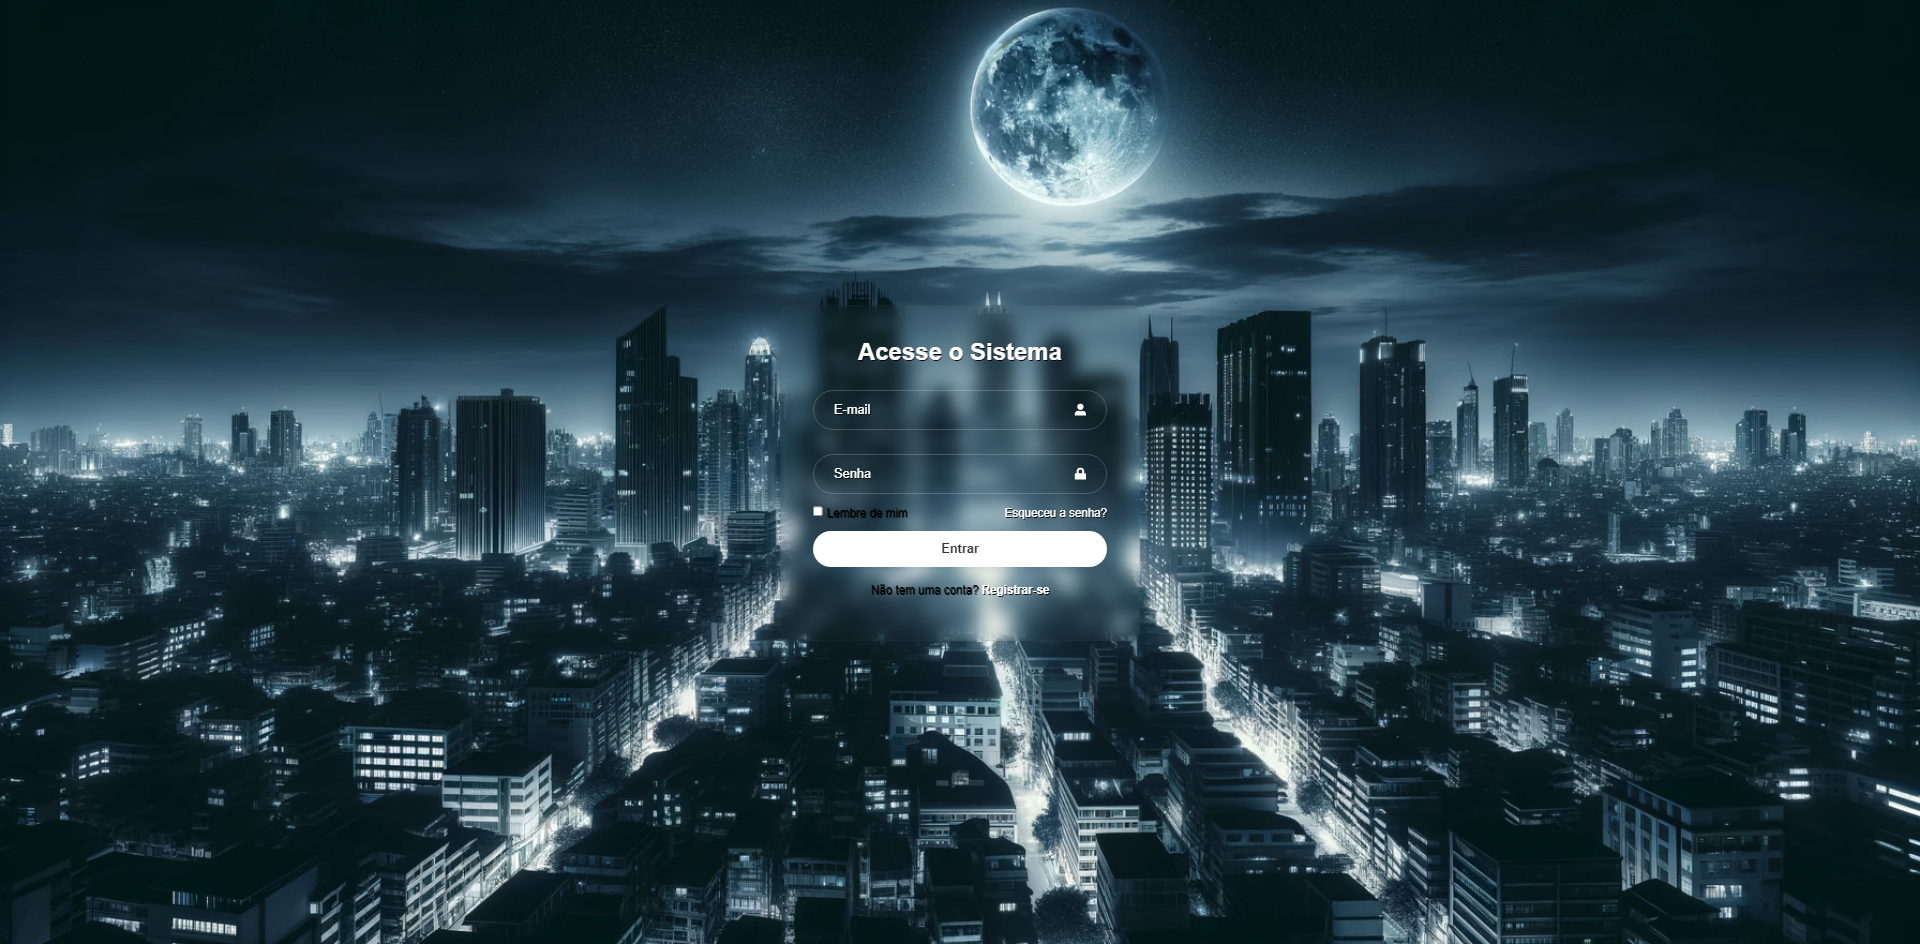 Acesse o Sistema
E-mail
Senha
Lembre de mim Esqueceu a senha?
Entrar
Não tem uma conta? Registrar-se